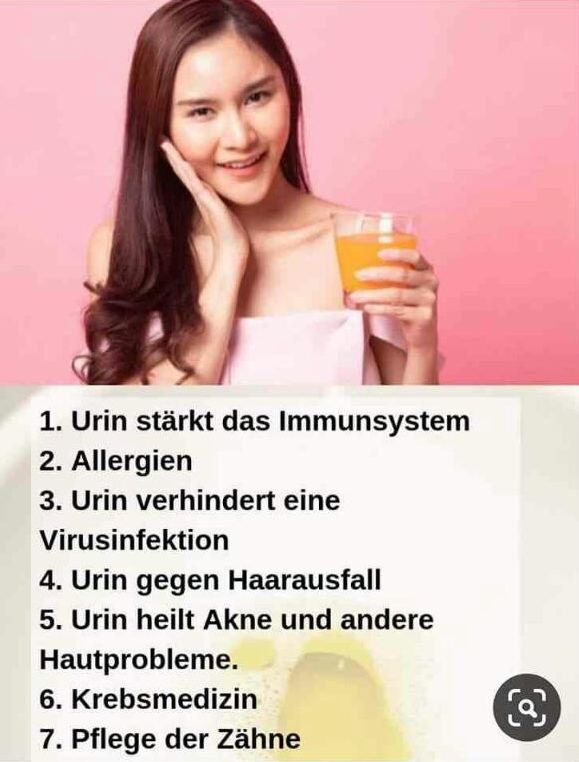 1. Urin stärkt das Immunsystem
2. Allergien
3. Urin verhindert eine
Virusinfektion
4. Urin gegen Haarausfall
5. Urin heilt Akne und andere
Hautprobleme.
6. Krebsmedizin
7. Pflege der Zähne